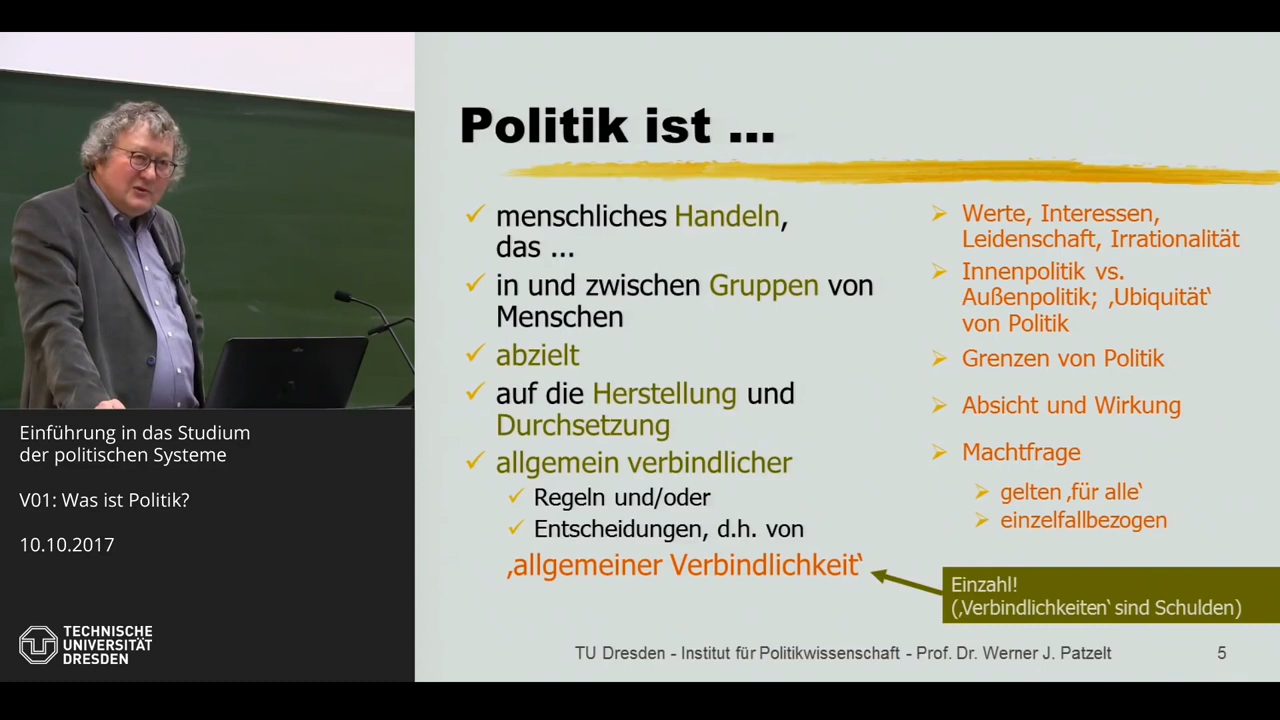 Politik ist ...
menschliches Handeln,
das ...
in und zwischen Gruppen von
Menschen
abzielt
auf die Herstellung und
Durchsetzung
allgemein verbindlicher
Regeln und/oder
Entscheidungen, d.h. von
‚allgemeiner Verbindlichkeit‘
Werte, Interessen,
Leidenschaft, Irrationalität
Innenpolitik vs.
Außenpolitik; ‚Ubiquität‘
von Politik
Grenzen von Politik
Absicht und Wirkung
Machtfrage
gelten ‚für alle‘
einzelfallbezogen
Einzahl!
(‚Verbindlichkeiten‘ sind Schulden)
TU Dresden - Institut für Politikwissenschaft - Prof. Dr. Werner J. Patzelt
5
Einführung in das Studium
der politischen Systeme
V01: Was ist Politik?
10.10.2017
TECHNISCHE
UNIVERSITÄT
DRESDEN